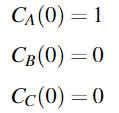 C_A(0) = 1
C_B(0) = 0
C_C(0) = 0